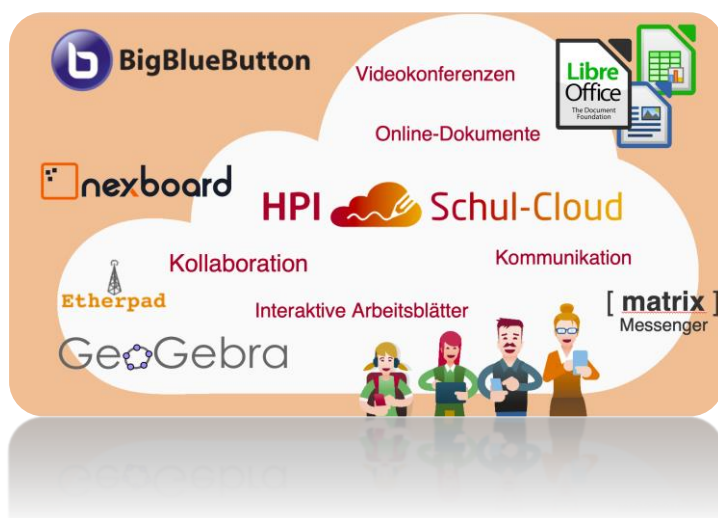 BigBlueButton
Videokonferenzen
Libre
Office
The Document
Foundation
Online-Dokumente
nexboard
HPI Schul-Cloud
Kollaboration
Kommunikation
Etherpad
Interaktive Arbeitsblätter
[ matrix ]
Messenger
GeoGebra